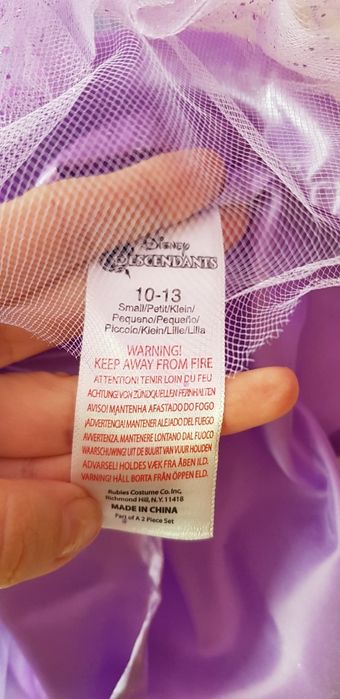 Disney
DESCENDANTS
10-13
Small/Petit/Klein/
Pequeno/Pequeño/
Piccolo/Klein/Lille/Lilla
WARNING!
KEEP AWAY FROM FIRE
ATTENTION! TENIR LOIN DU FEU
ACHTUNG! VON ZÜNDQUELLEN FERNHALTEN
AVISO! MANTENHA AFASTADO DO FOGO
¡ADVERTENCIA! MANTENER ALEJADO DEL FUEGO
AVVERTENZA. MANTENERE LONTANO DAL FUOCO
WAARSCHUWING! UIT DE BUURT VAN VUUR HOUDEN
ADVARSEL! HOLDES VÆK FRA ÅBEN ILD.
VARNING! HÅLL BORTA FRÅN ÖPPEN ELD.
Rubies Costume Co. Inc.
Richmond Hill, N.Y. 11418
MADE IN CHINA
Part of A 2 Piece Set